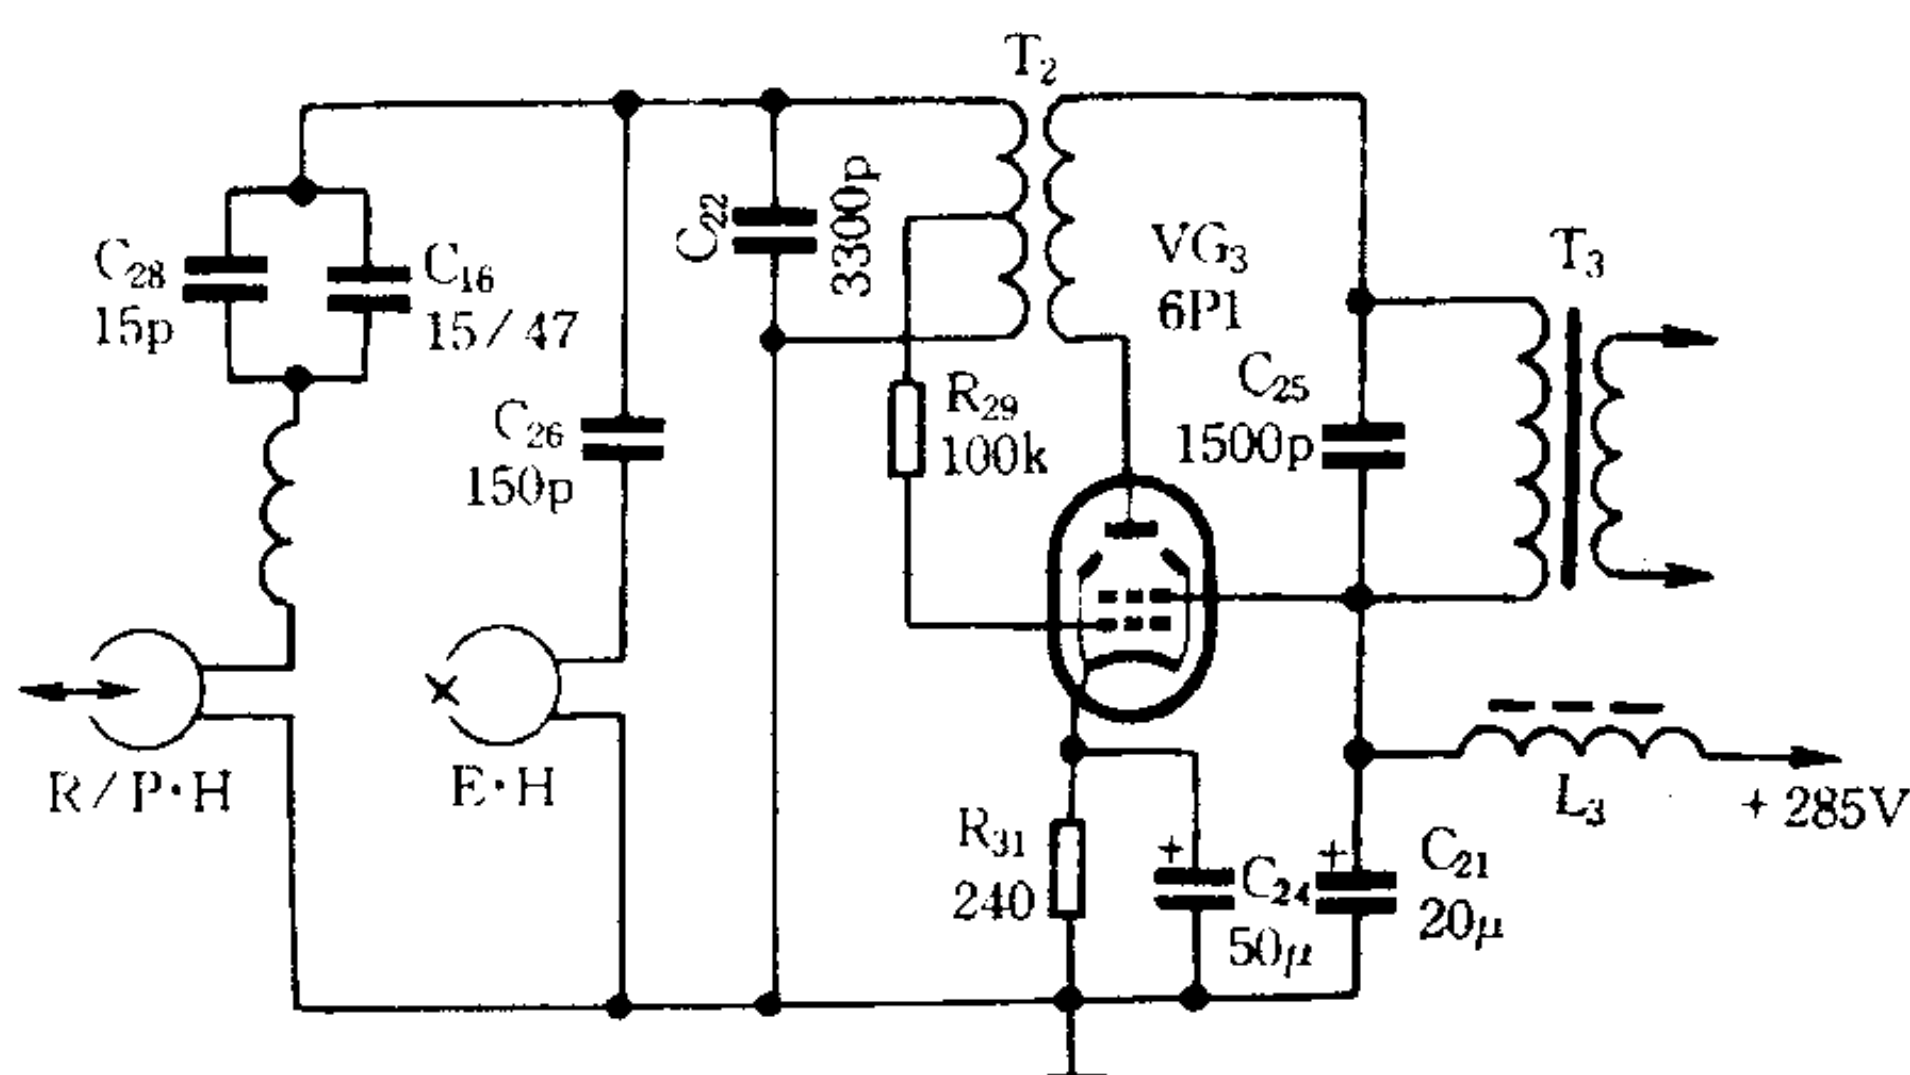 T₂
C₂₂
3300p
VG₃
6P1
T₃
C₂₈
15p
C₁₆
15/47
C₂₅
1500p
R₂₉
100k
C₂₆
150p
R/P·H
E·H
L₃
+285V
R₃₁
240
+
C₂₄
50μ
+
C₂₁
20μ